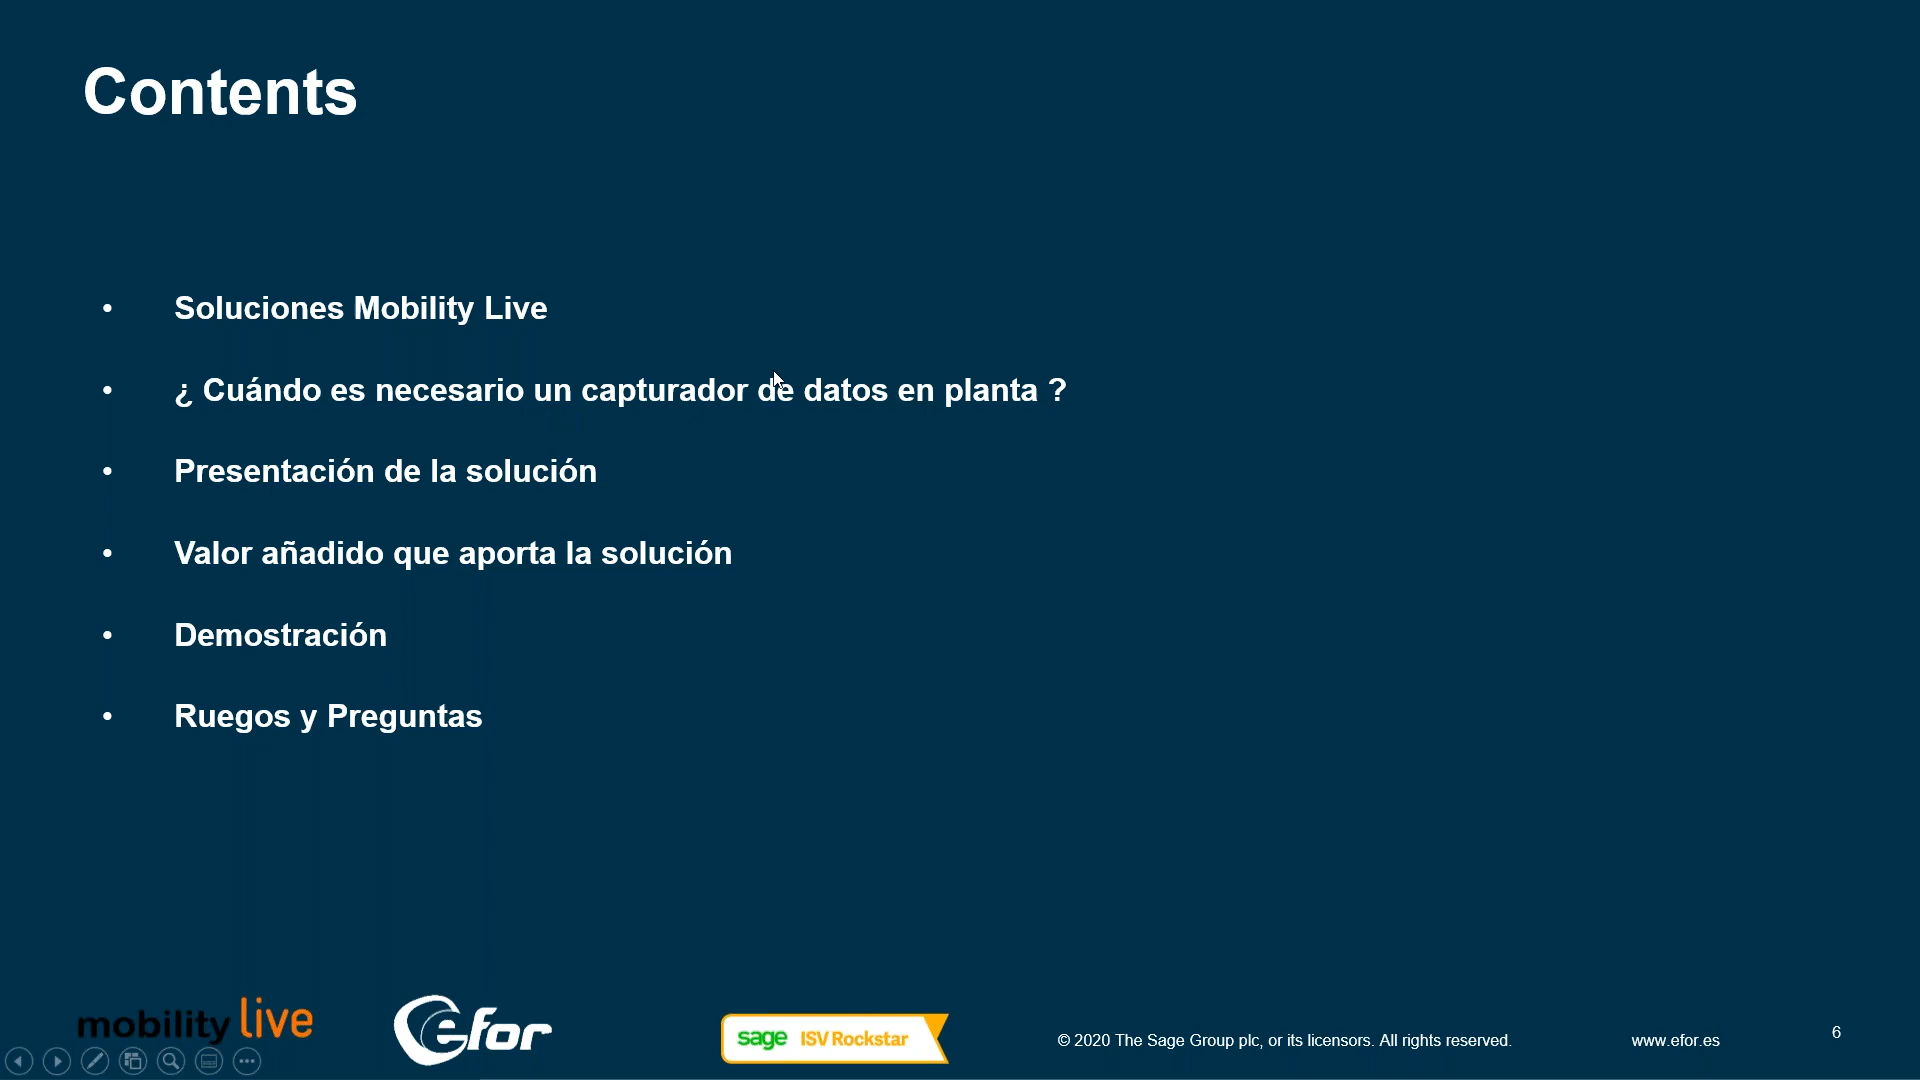 Contents
• Soluciones Mobility Live
• ¿ Cuándo es necesario un capturador de datos en planta ?
• Presentación de la solución
• Valor añadido que aporta la solución
• Demostración
• Ruegos y Preguntas
mobility live
efor
sage ISV Rockstar
© 2020 The Sage Group plc, or its licensors. All rights reserved.
www.efor.es
6